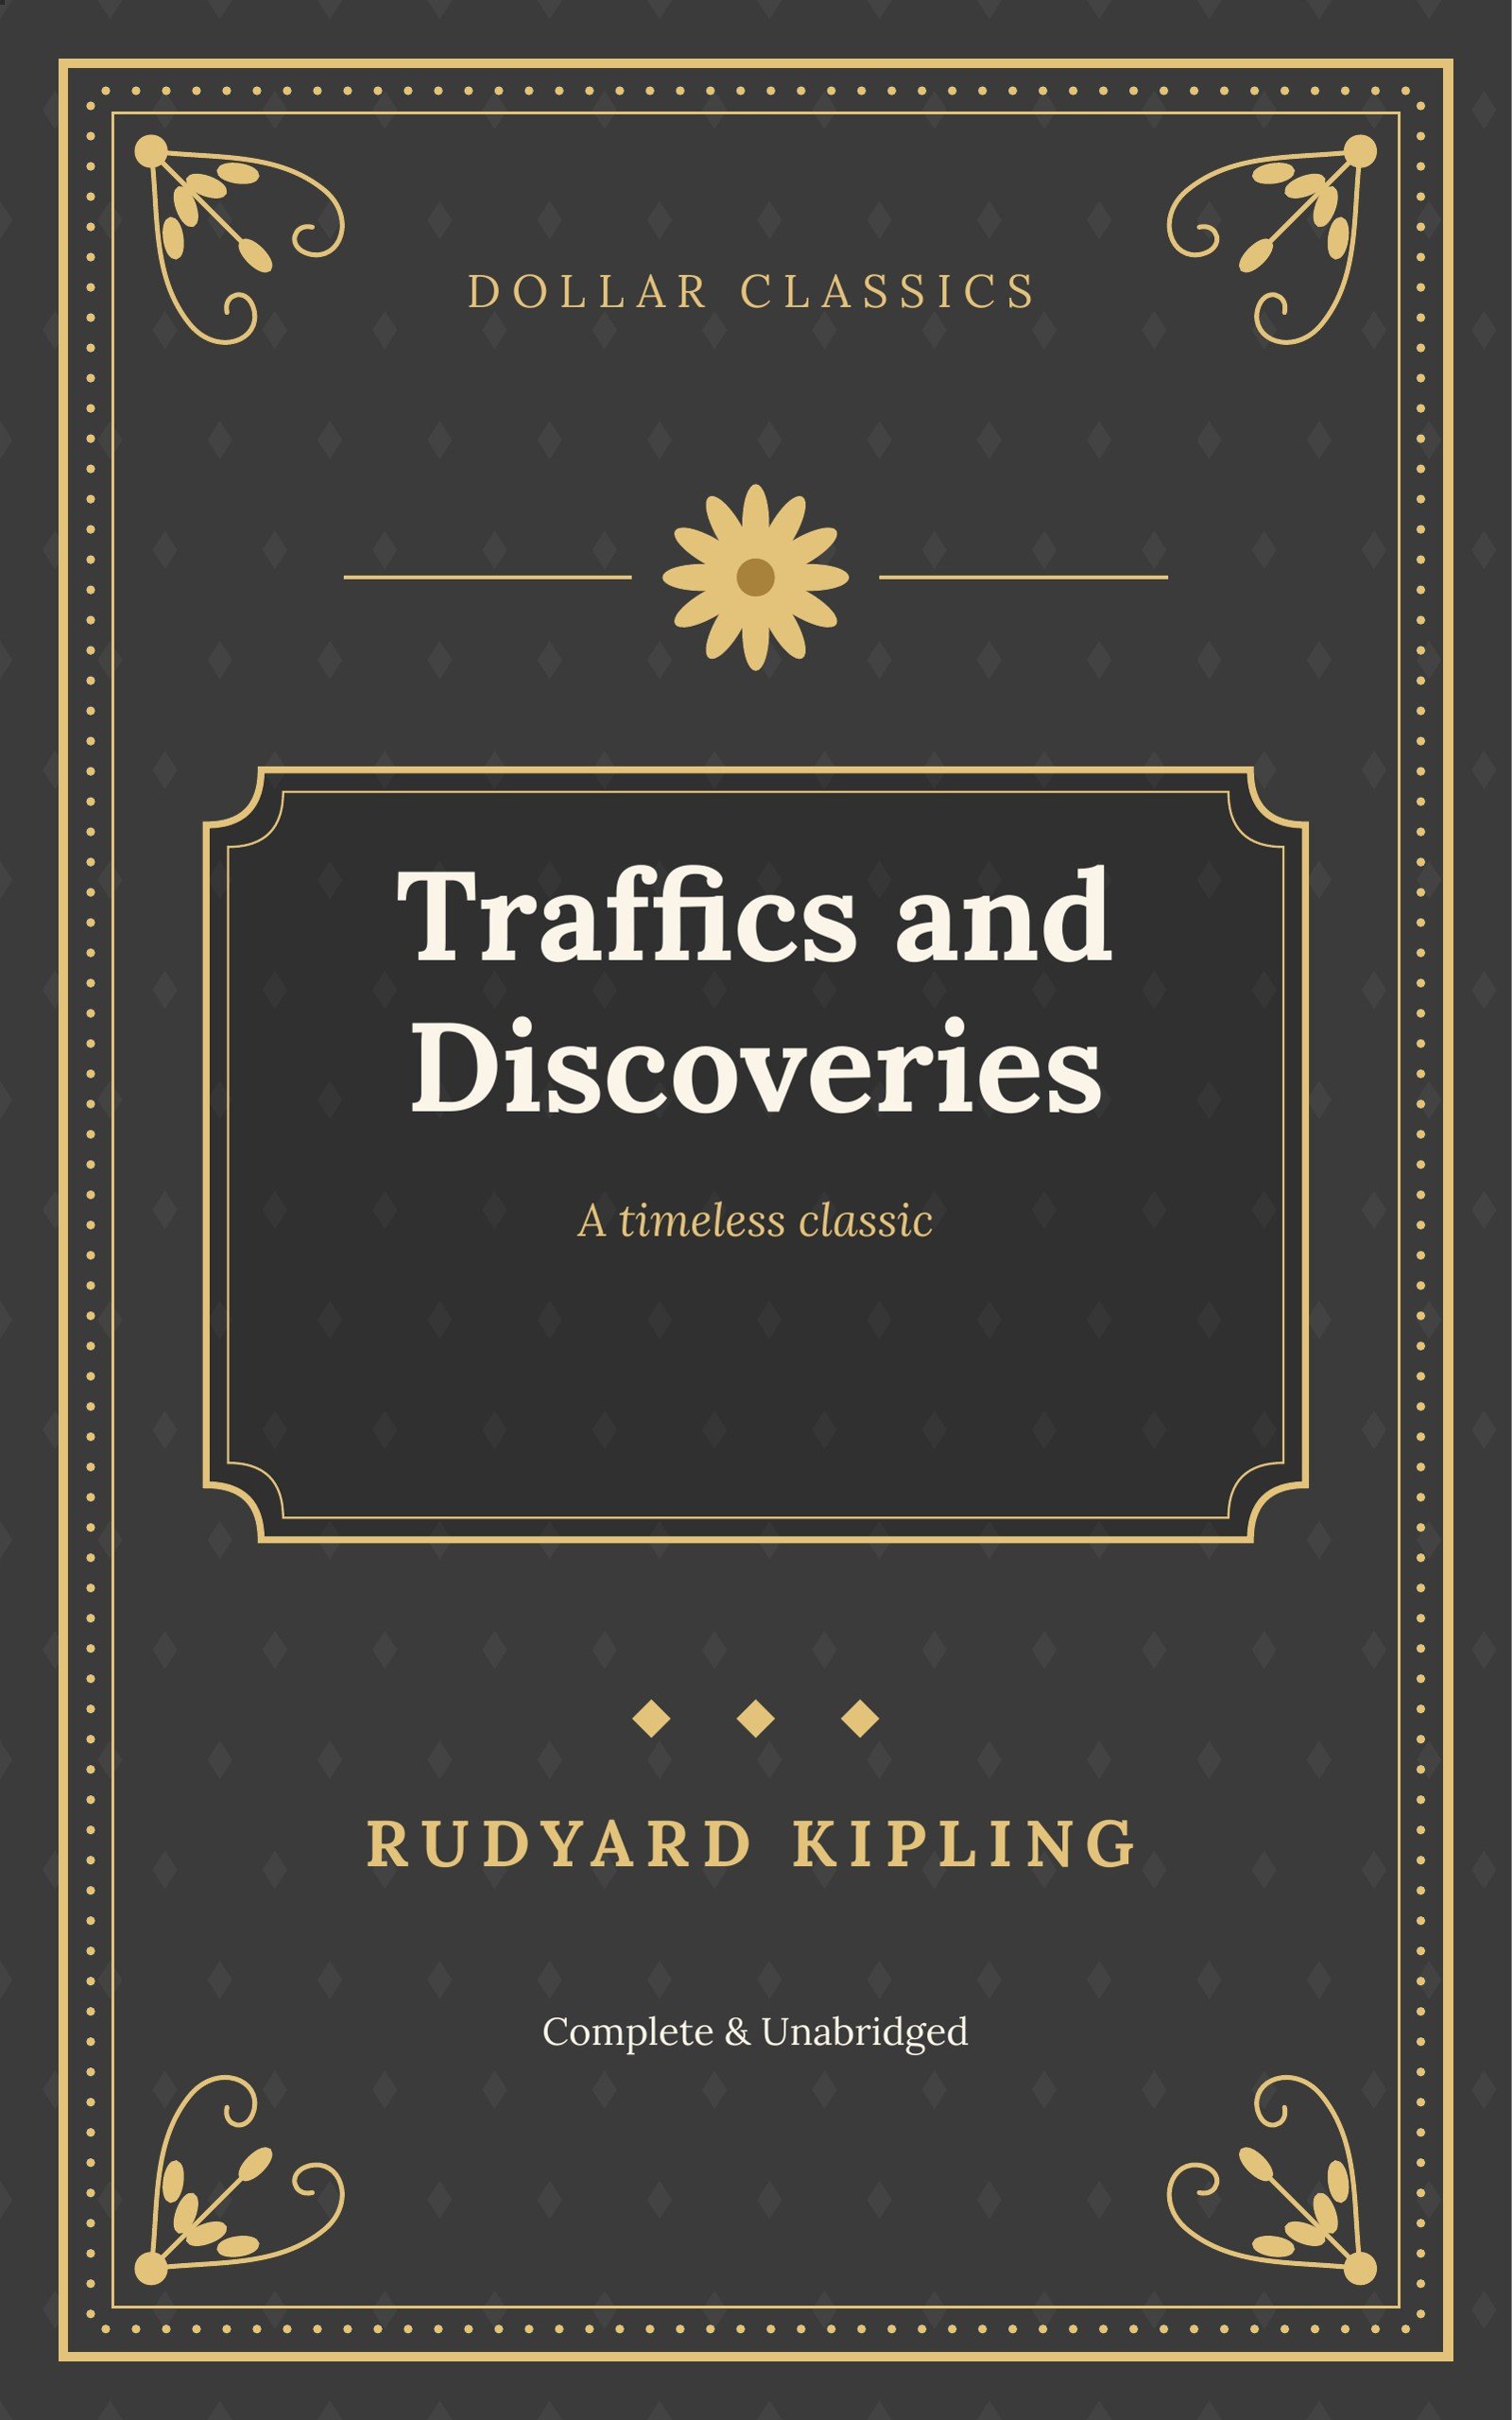 DOLLAR CLASSICS
Traffics and
Discoveries
A timeless classic
RUDYARD KIPLING
Complete & Unabridged